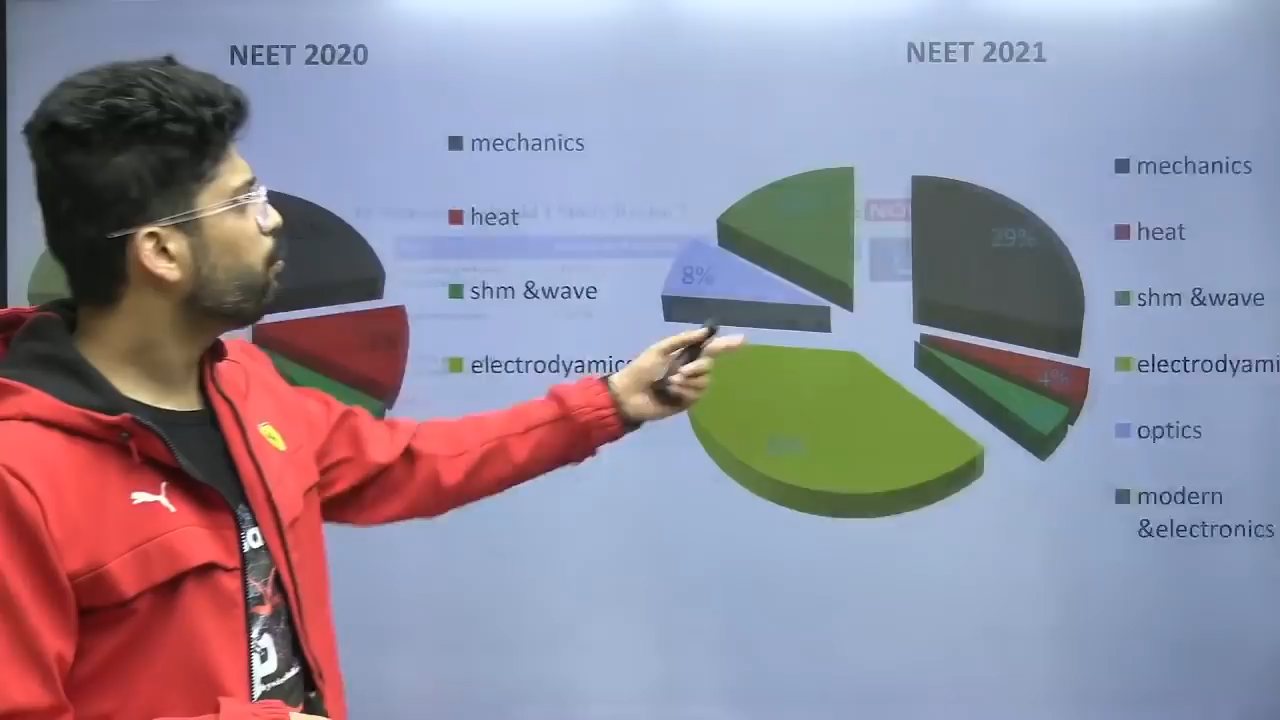 NEET 2020
mechanics
heat
shm &wave
electrodyamics
NEET 2021
29%
8%
4%
mechanics
heat
shm &wave
electrodyami
optics
modern
&electronics